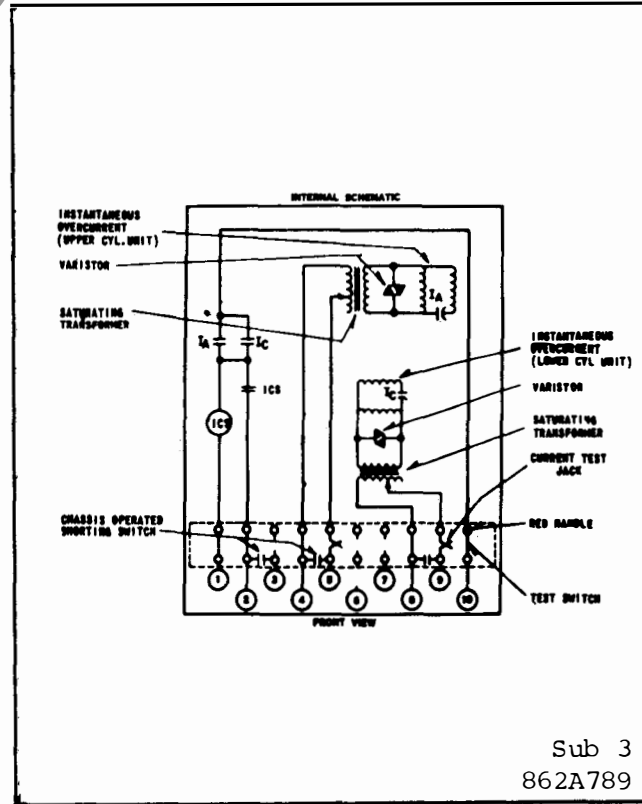 INTERNAL SCHEMATIC
INSTANTANEOUS
OVERCURRENT
(UPPER CYL.UNIT)
VARISTOR
SATURATING
TRANSFORMER
IA
IA
IC
ICS
ICS
INSTANTANEOUS
OVERCURRENT
(LOWER CYL UNIT)
IC
VARISTOR
SATURATING
TRANSFORMER
CURRENT TEST
JACK
CHASSIS OPERATED
SHORTING SWITCH
RED HANDLE
TEST SWITCH
1
2
3
4
5
6
7
8
9
10
FRONT VIEW
Sub 3
862A789